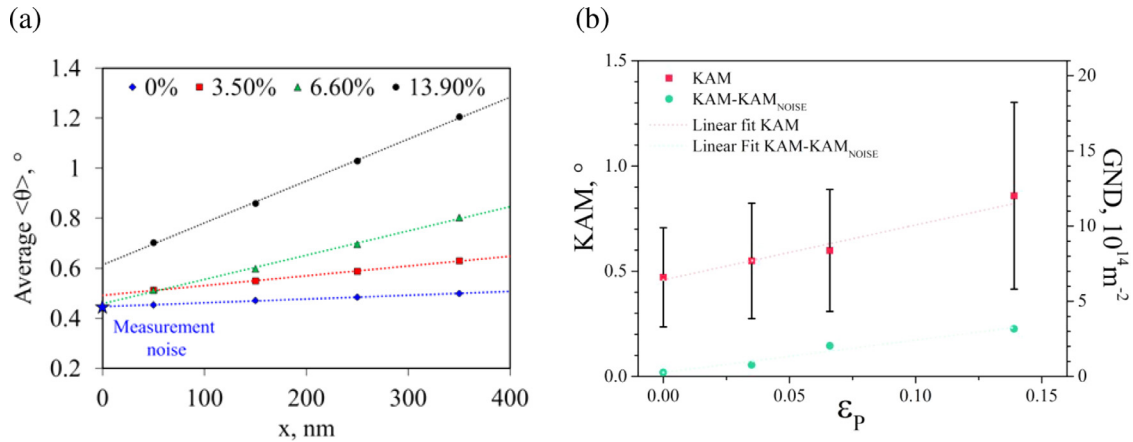 (a)
1.4
1.2
1
0.8
0.6
0.4
0.2
0
100
200
300
400
Average <θ>, °
x, nm
0%
3.50%
6.60%
13.90%
Measurement
noise
(b)
1.5
1.0
0.5
0.0
KAM, °
KAM
KAM-KAM_NOISE
Linear fit KAM
Linear Fit KAM-KAM_NOISE
0.00
0.05
0.10
0.15
ε_P
20
15
10
5
0
GND, 10^14 m^-2